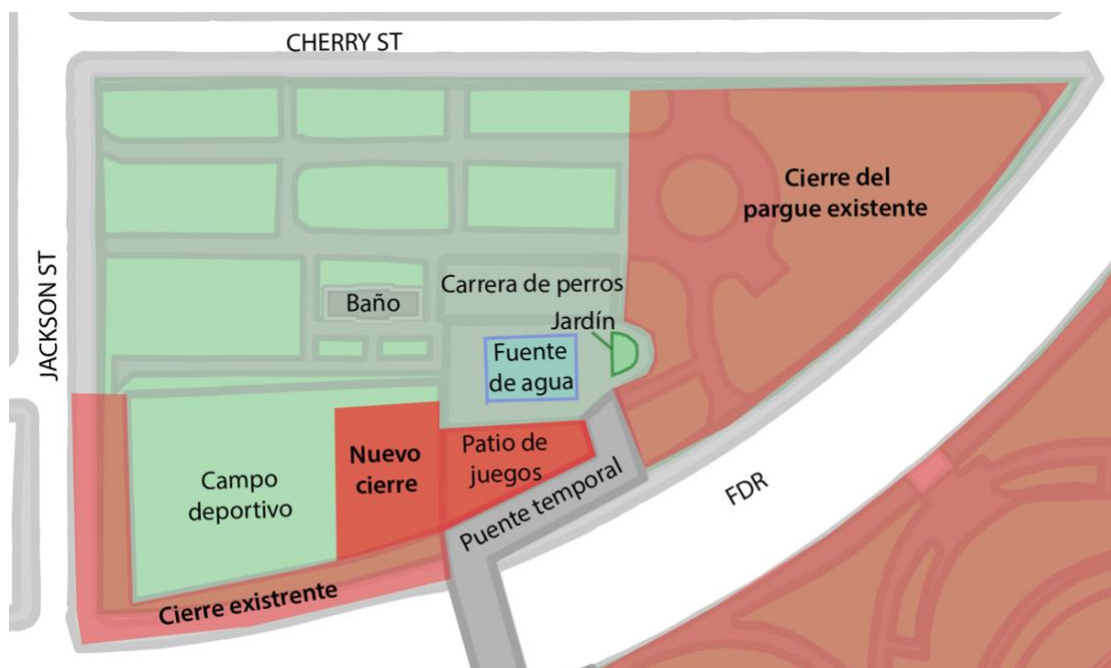 CHERRY ST
Cierre del
pargue existente
JACKSON ST
Carrera de perros
Baño
Jardín
Fuente
de agua
Nuevo
cierre
Patio de
juegos
Campo
deportivo
Puente temporal
FDR
Cierre existrente